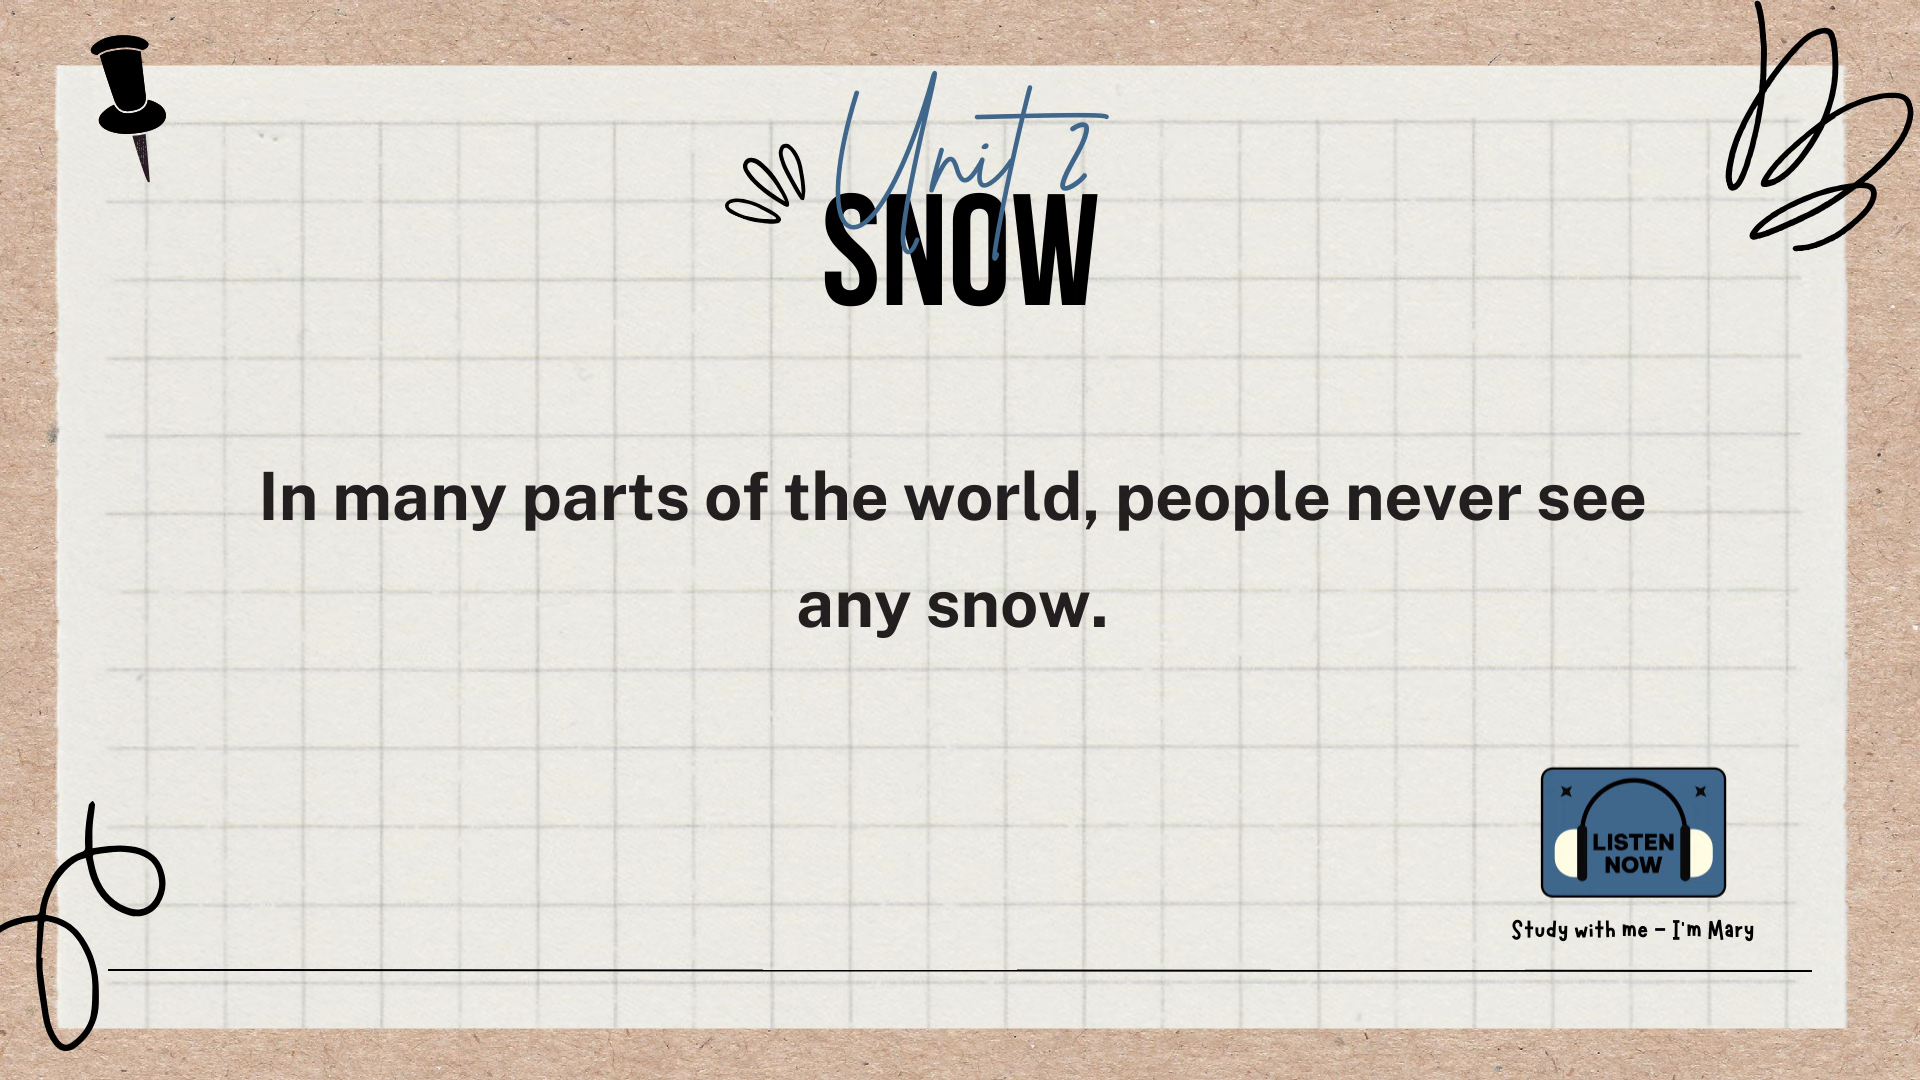 Unit 2
SNOW
In many parts of the world, people never see
any snow.
LISTEN
NOW
Study with me - I'm Mary